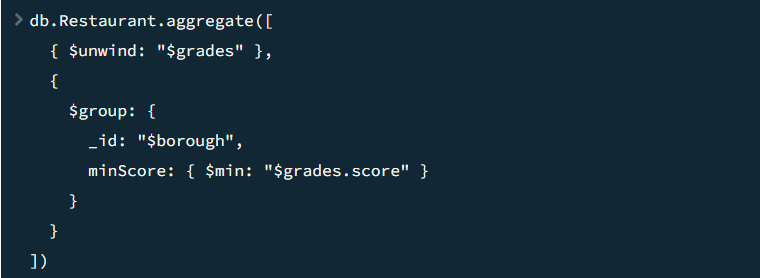 > db.Restaurant.aggregate([
{ $unwind: "$grades" },
{
$group: {
_id: "$borough",
minScore: { $min: "$grades.score" }
}
}
])